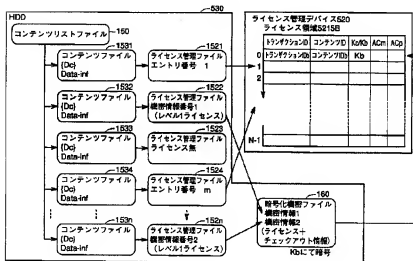 HDD
530
コンテンツリストファイル
150
1531
コンテンツファイル
{Dc}
Data-inf
1521
ライセンス管理ファイル
エントリ番号 1
1532
コンテンツファイル
{Dc}
Data-inf
1522
ライセンス管理ファイル
機密情報番号1
(レベル1ライセンス)
1533
コンテンツファイル
{Dc}
Data-inf
1523
ライセンス管理ファイル
ライセンス無
1534
コンテンツファイル
{Dc}
Data-inf
1524
ライセンス管理ファイル
エントリ番号 m
153n
コンテンツファイル
{Dc}
Data-inf
152n
ライセンス管理ファイル
機密情報番号2
(レベル1ライセンス)
ライセンス管理デバイス520
ライセンス領域5215B
トランザクションID コンテンツID Kc/Kb ACm ACp
0 トランザクションIDb コンテンツIDb Kb
1
2
N-1
160
暗号化機密ファイル
機密情報1
機密情報2
(ライセンス+
チェックアウト情報)
Kbにて暗号